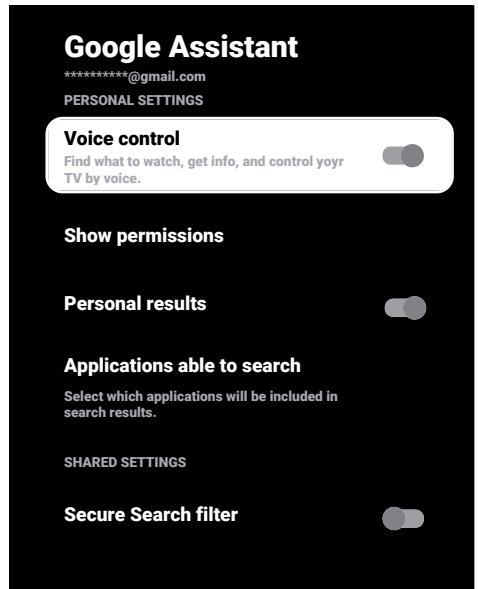 Google Assistant
**********@gmail.com
PERSONAL SETTINGS
Voice control
Find what to watch, get info, and control yoyr
TV by voice.
Show permissions
Personal results
Applications able to search
Select which applications will be included in
search results.
SHARED SETTINGS
Secure Search filter